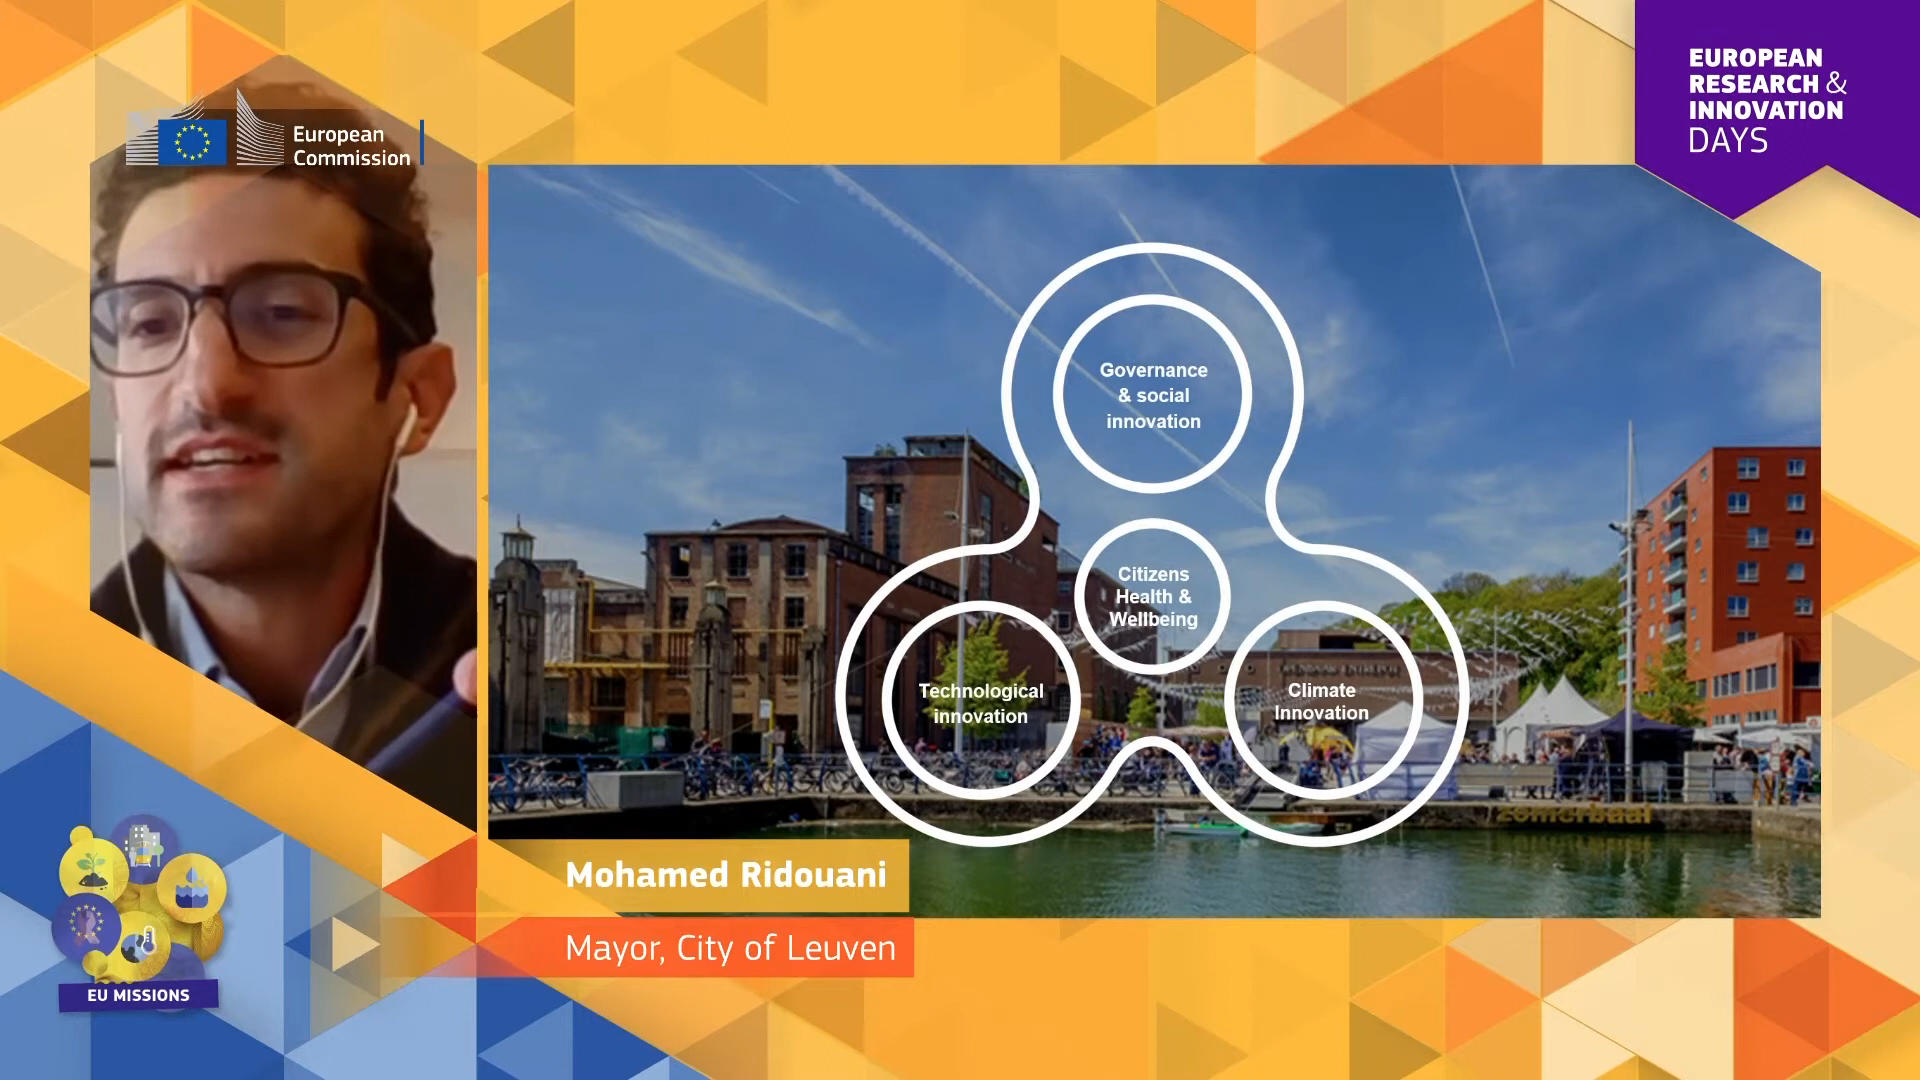 European
Commission
EUROPEAN
RESEARCH &
INNOVATION
DAYS
Governance
& social
innovation
Citizens
Health &
Wellbeing
Technological
innovation
Climate
Innovation
zomerbaal
Mohamed Ridouani
Mayor, City of Leuven
EU MISSIONS